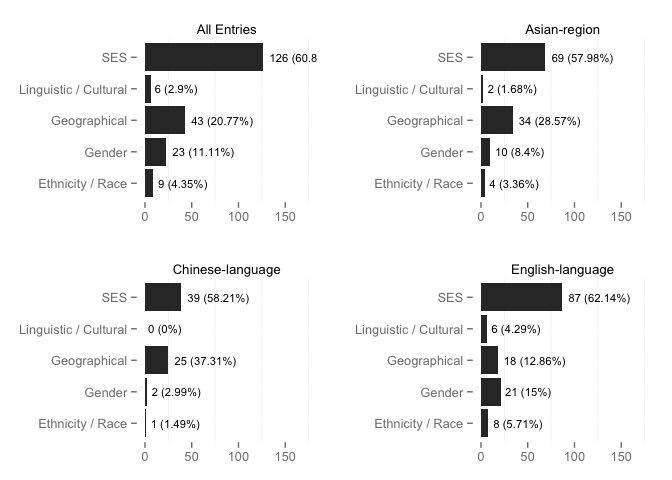 All Entries
SES
126 (60.8
Linguistic / Cultural
6 (2.9%)
Geographical
43 (20.77%)
Gender
23 (11.11%)
Ethnicity / Race
9 (4.35%)
0 50 100 150
Asian-region
SES
69 (57.98%)
Linguistic / Cultural
2 (1.68%)
Geographical
34 (28.57%)
Gender
10 (8.4%)
Ethnicity / Race
4 (3.36%)
0 50 100 150
Chinese-language
SES
39 (58.21%)
Linguistic / Cultural
0 (0%)
Geographical
25 (37.31%)
Gender
2 (2.99%)
Ethnicity / Race
1 (1.49%)
0 50 100 150
English-language
SES
87 (62.14%)
Linguistic / Cultural
6 (4.29%)
Geographical
18 (12.86%)
Gender
21 (15%)
Ethnicity / Race
8 (5.71%)
0 50 100 150